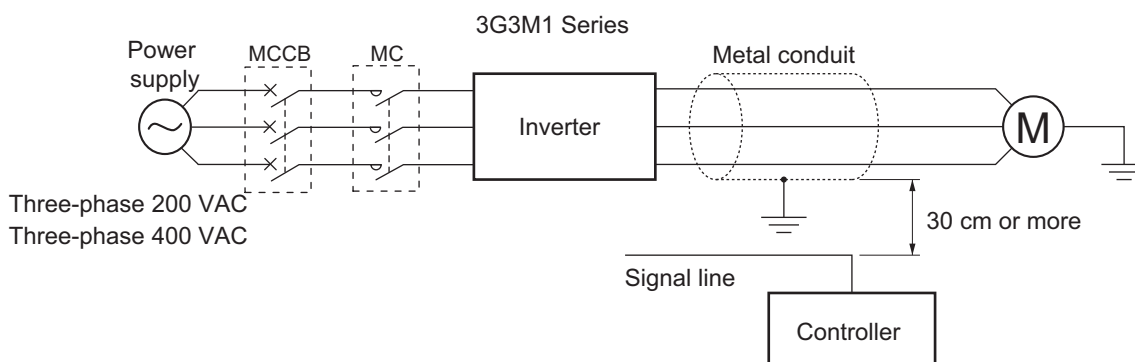 3G3M1 Series
Power
supply
MCCB
MC
Metal conduit
Inverter
M
Three-phase 200 VAC
Three-phase 400 VAC
30 cm or more
Signal line
Controller